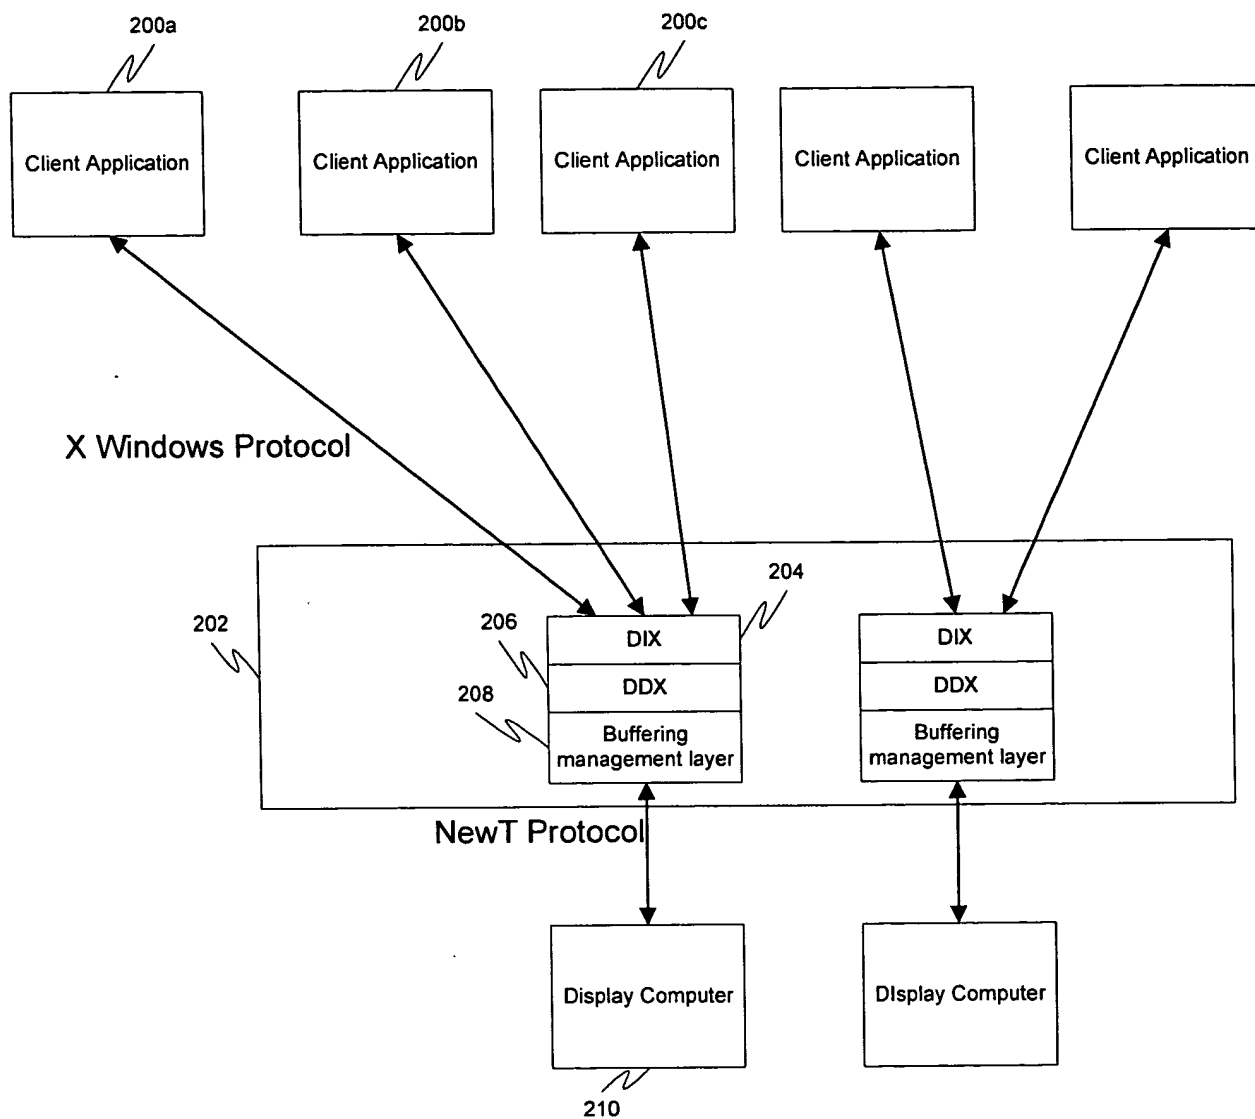 200a
200b
200c
Client Application
Client Application
Client Application
Client Application
Client Application
X Windows Protocol
202
204
206
208
DIX
DDX
Buffering
management layer
DIX
DDX
Buffering
management layer
NewT Protocol
Display Computer
DIsplay Computer
210